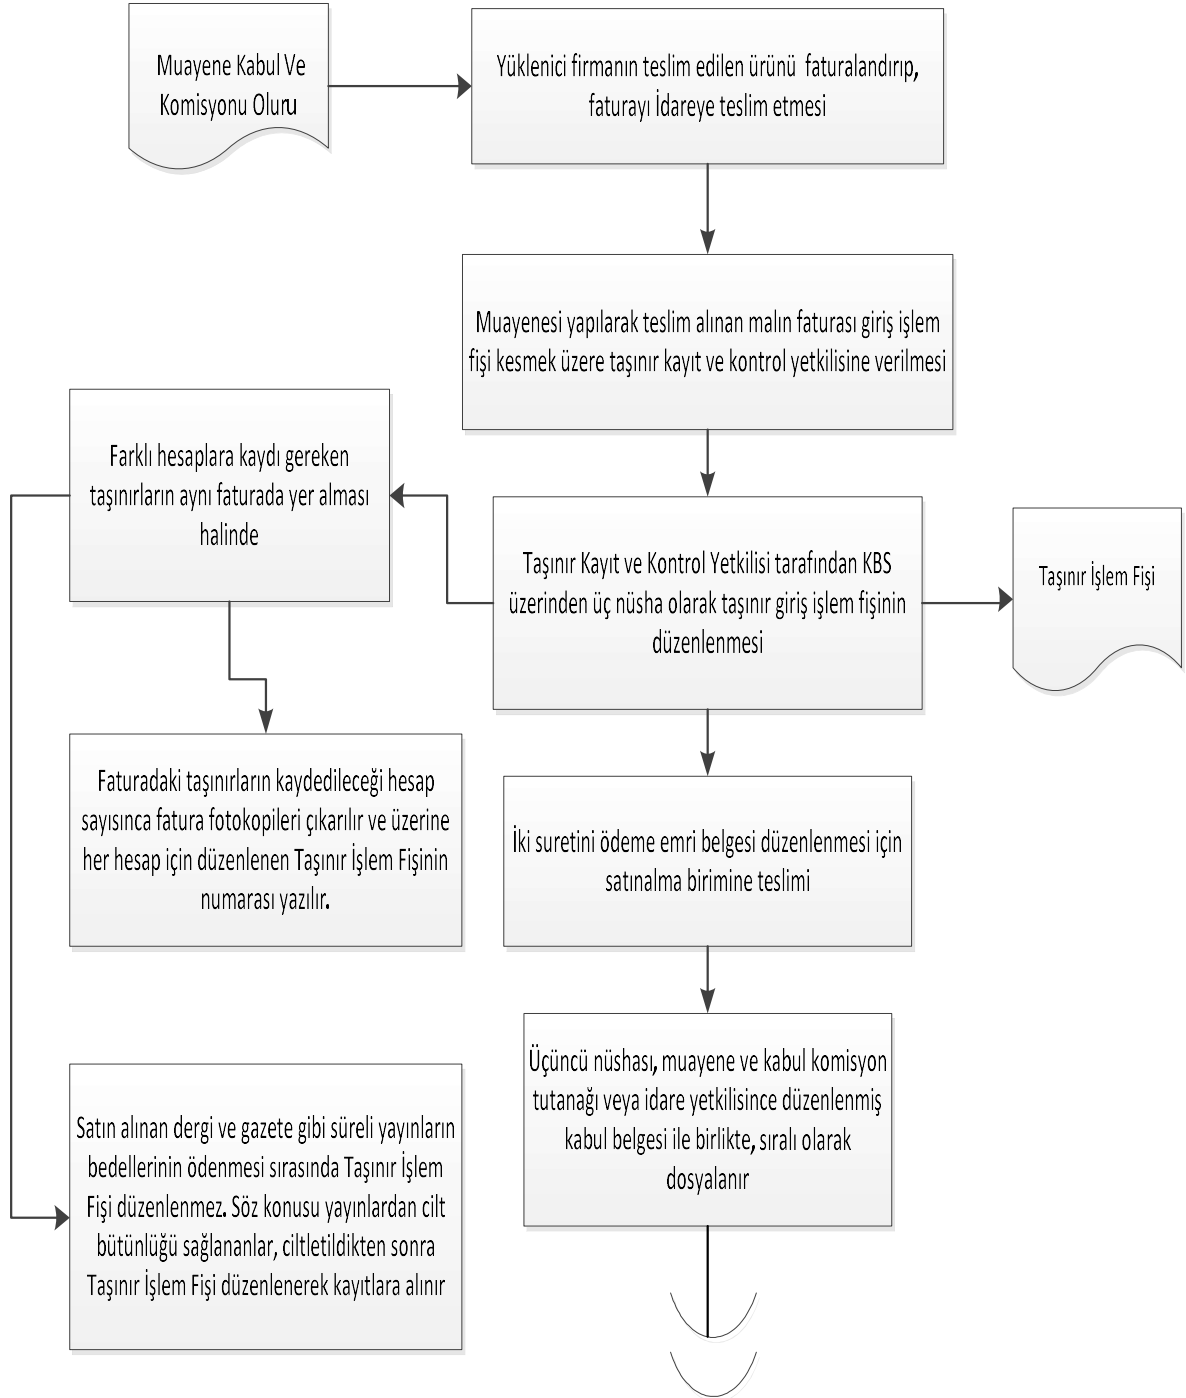 Muayene Kabul Ve
Komisyonu Oluru
Yüklenici firmanın teslim edilen ürünü faturalandırıp,
faturayı İdareye teslim etmesi
Muayenesi yapılarak teslim alınan malın faturası giriş işlem
fişi kesmek üzere taşınır kayıt ve kontrol yetkilisine verilmesi
Farklı hesaplara kaydı gereken
taşınırların aynı faturada yer alması
halinde
Taşınır Kayıt ve Kontrol Yetkilisi tarafından KBS
üzerinden üç nüsha olarak taşınır giriş işlem fişinin
düzenlenmesi
Taşınır İşlem Fişi
Faturadaki taşınırların kaydedileceği hesap
sayısınca fatura fotokopileri çıkarılır ve üzerine
her hesap için düzenlenen Taşınır İşlem Fişinin
numarası yazılır.
İki suretini ödeme emri belgesi düzenlenmesi için
satınalma birimine teslimi
Üçüncü nüshası, muayene ve kabul komisyon
tutanağı veya idare yetkilisince düzenlenmiş
kabul belgesi ile birlikte, sıralı olarak
dosyalanır
Satın alınan dergi ve gazete gibi süreli yayınların
bedellerinin ödenmesi sırasında Taşınır İşlem
Fişi düzenlenmez. Söz konusu yayınlardan cilt
bütünlüğü sağlananlar, ciltletildikten sonra
Taşınır İşlem Fişi düzenlenerek kayıtlara alınır